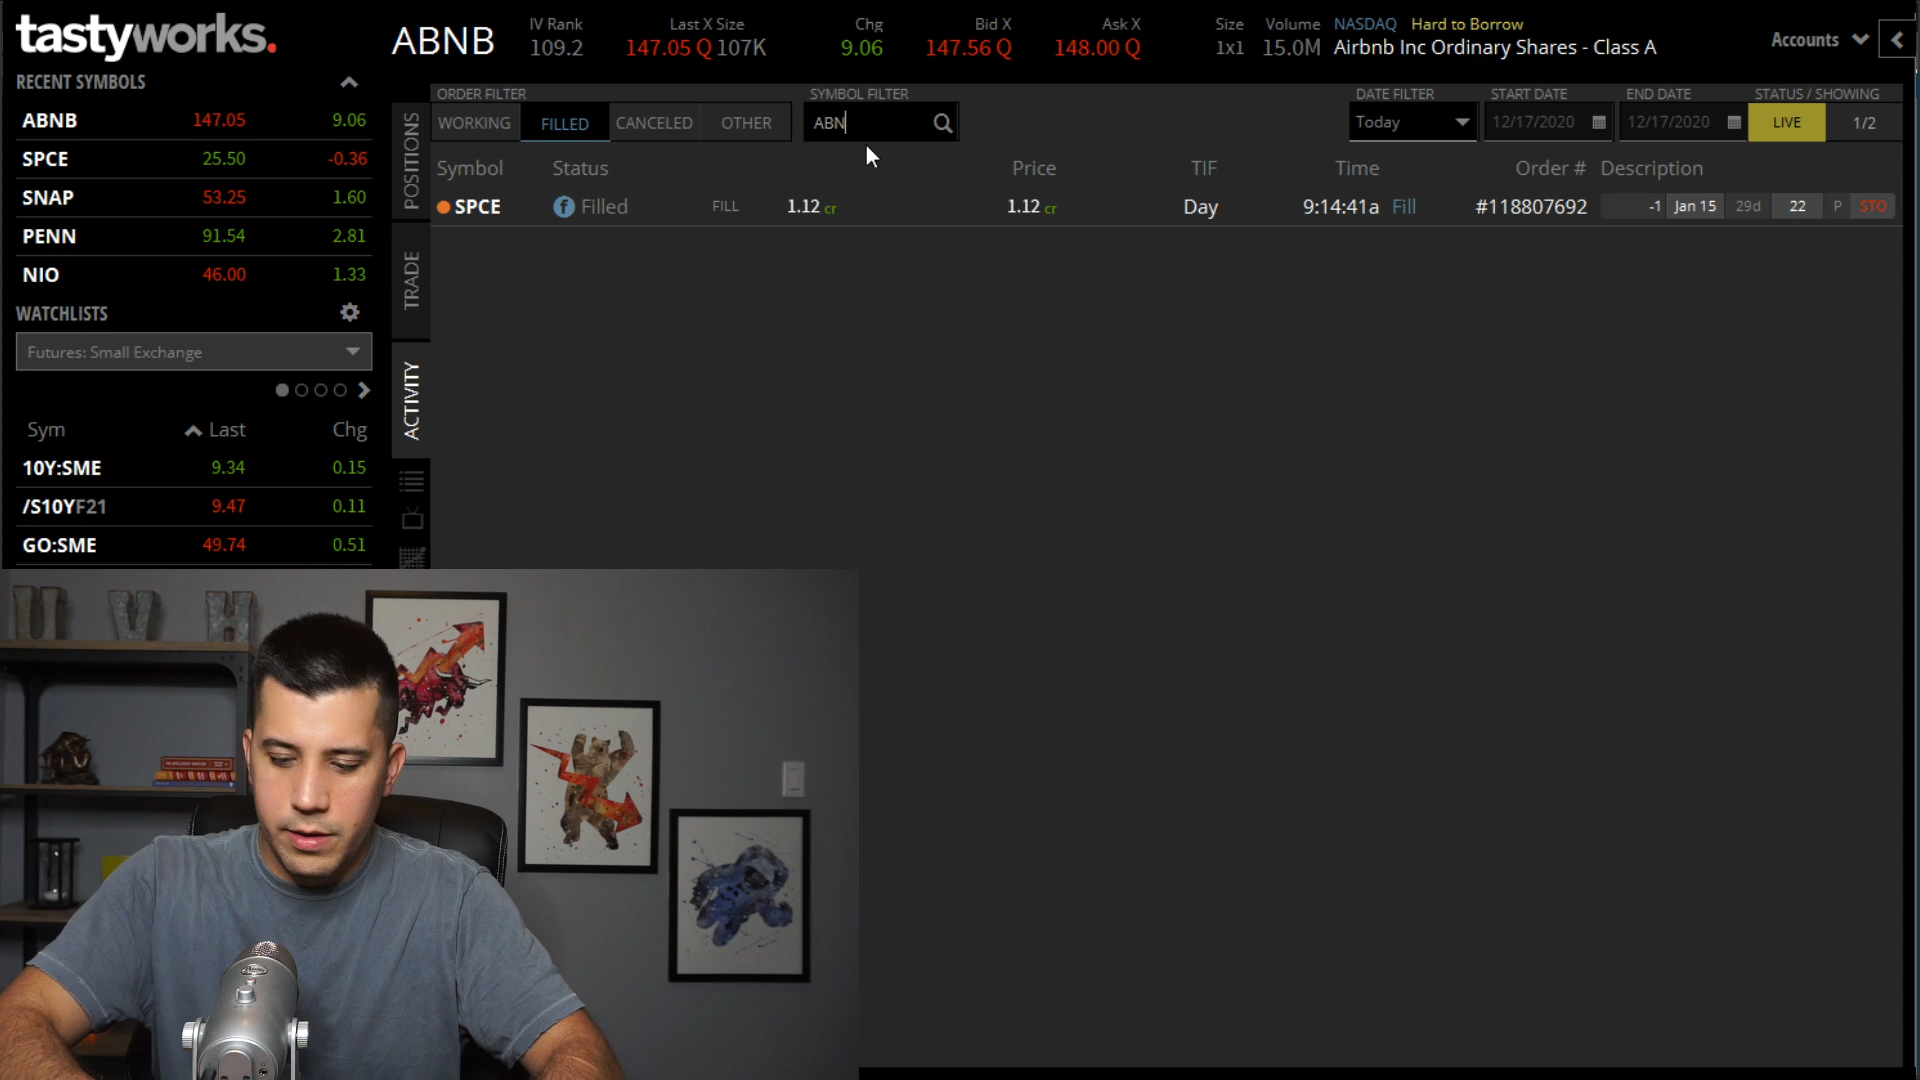 tastyworks.
ABNB
IV Rank
109.2
Last X Size
147.05 Q 107K
Chg
9.06
Bid X
147.56 Q
Ask X
148.00 Q
Size
1x1
Volume
15.0M
NASDAQ Hard to Borrow
Airbnb Inc Ordinary Shares - Class A
Accounts
RECENT SYMBOLS
ABNB 147.05 9.06
SPCE 25.50 -0.36
SNAP 53.25 1.60
PENN 91.54 2.81
NIO 46.00 1.33
WATCHLISTS
Futures: Small Exchange
Sym Last Chg
10Y:SME 9.34 0.15
/S10YF21 9.47 0.11
GO:SME 49.74 0.51
POSITIONS
TRADE
ACTIVITY
ORDER FILTER
WORKING FILLED CANCELED OTHER
SYMBOL FILTER
ABN
DATE FILTER
Today
START DATE
12/17/2020
END DATE
12/17/2020
STATUS / SHOWING
LIVE 1/2
Symbol Status Price TIF Time Order # Description
SPCE f Filled FILL 1.12 cr 1.12 cr Day 9:14:41a Fill #118807692 -1 Jan 15 29d 22 P STO
U V H